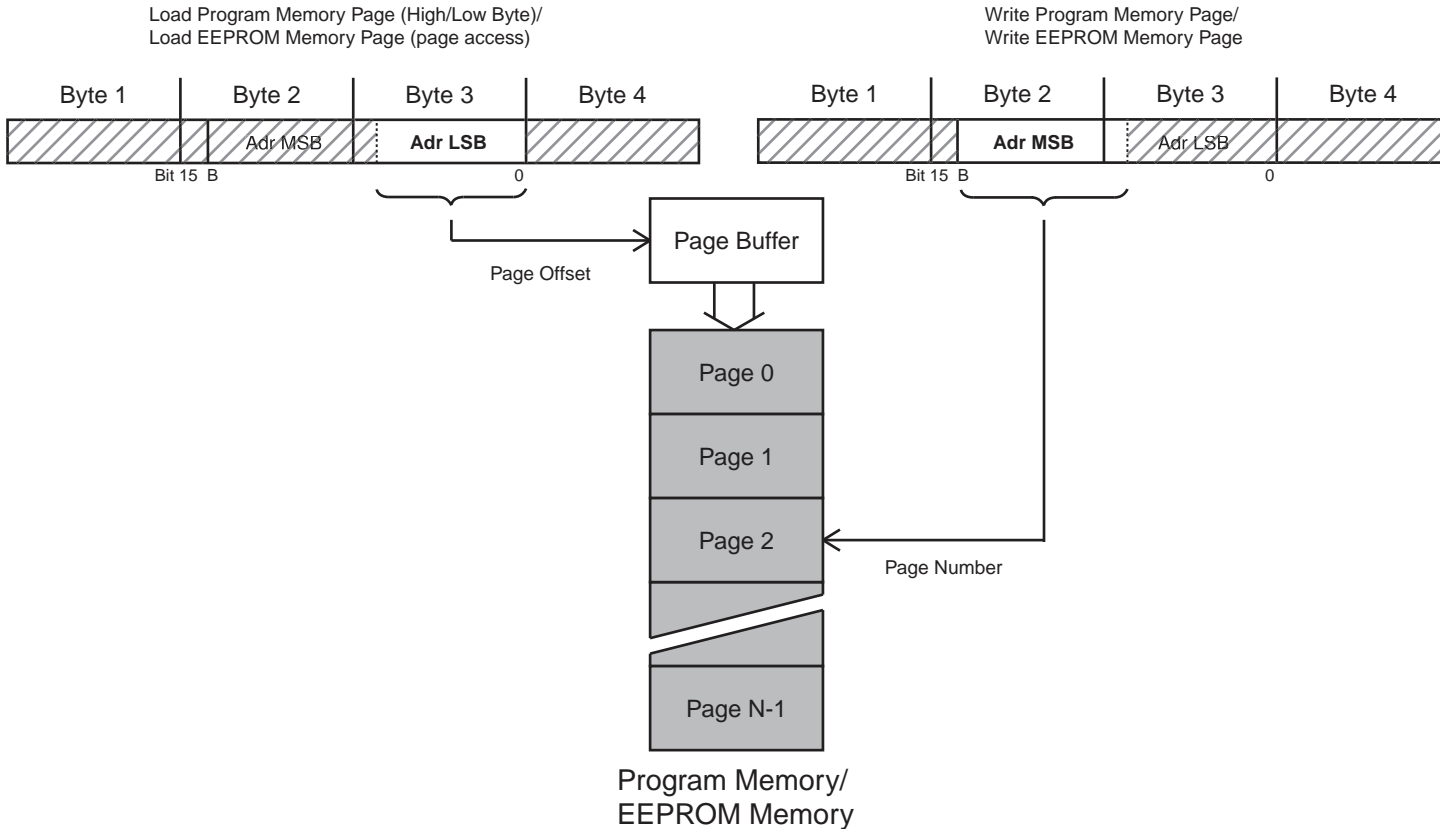 Load Program Memory Page (High/Low Byte)/
Load EEPROM Memory Page (page access)
Byte 1 Byte 2 Byte 3 Byte 4
Adr MSB Adr LSB
Bit 15 B 0
Write Program Memory Page/
Write EEPROM Memory Page
Byte 1 Byte 2 Byte 3 Byte 4
Adr MSB Adr LSB
Bit 15 B 0
Page Buffer
Page Offset
Page 0
Page 1
Page 2
Page Number
Page N-1
Program Memory/
EEPROM Memory